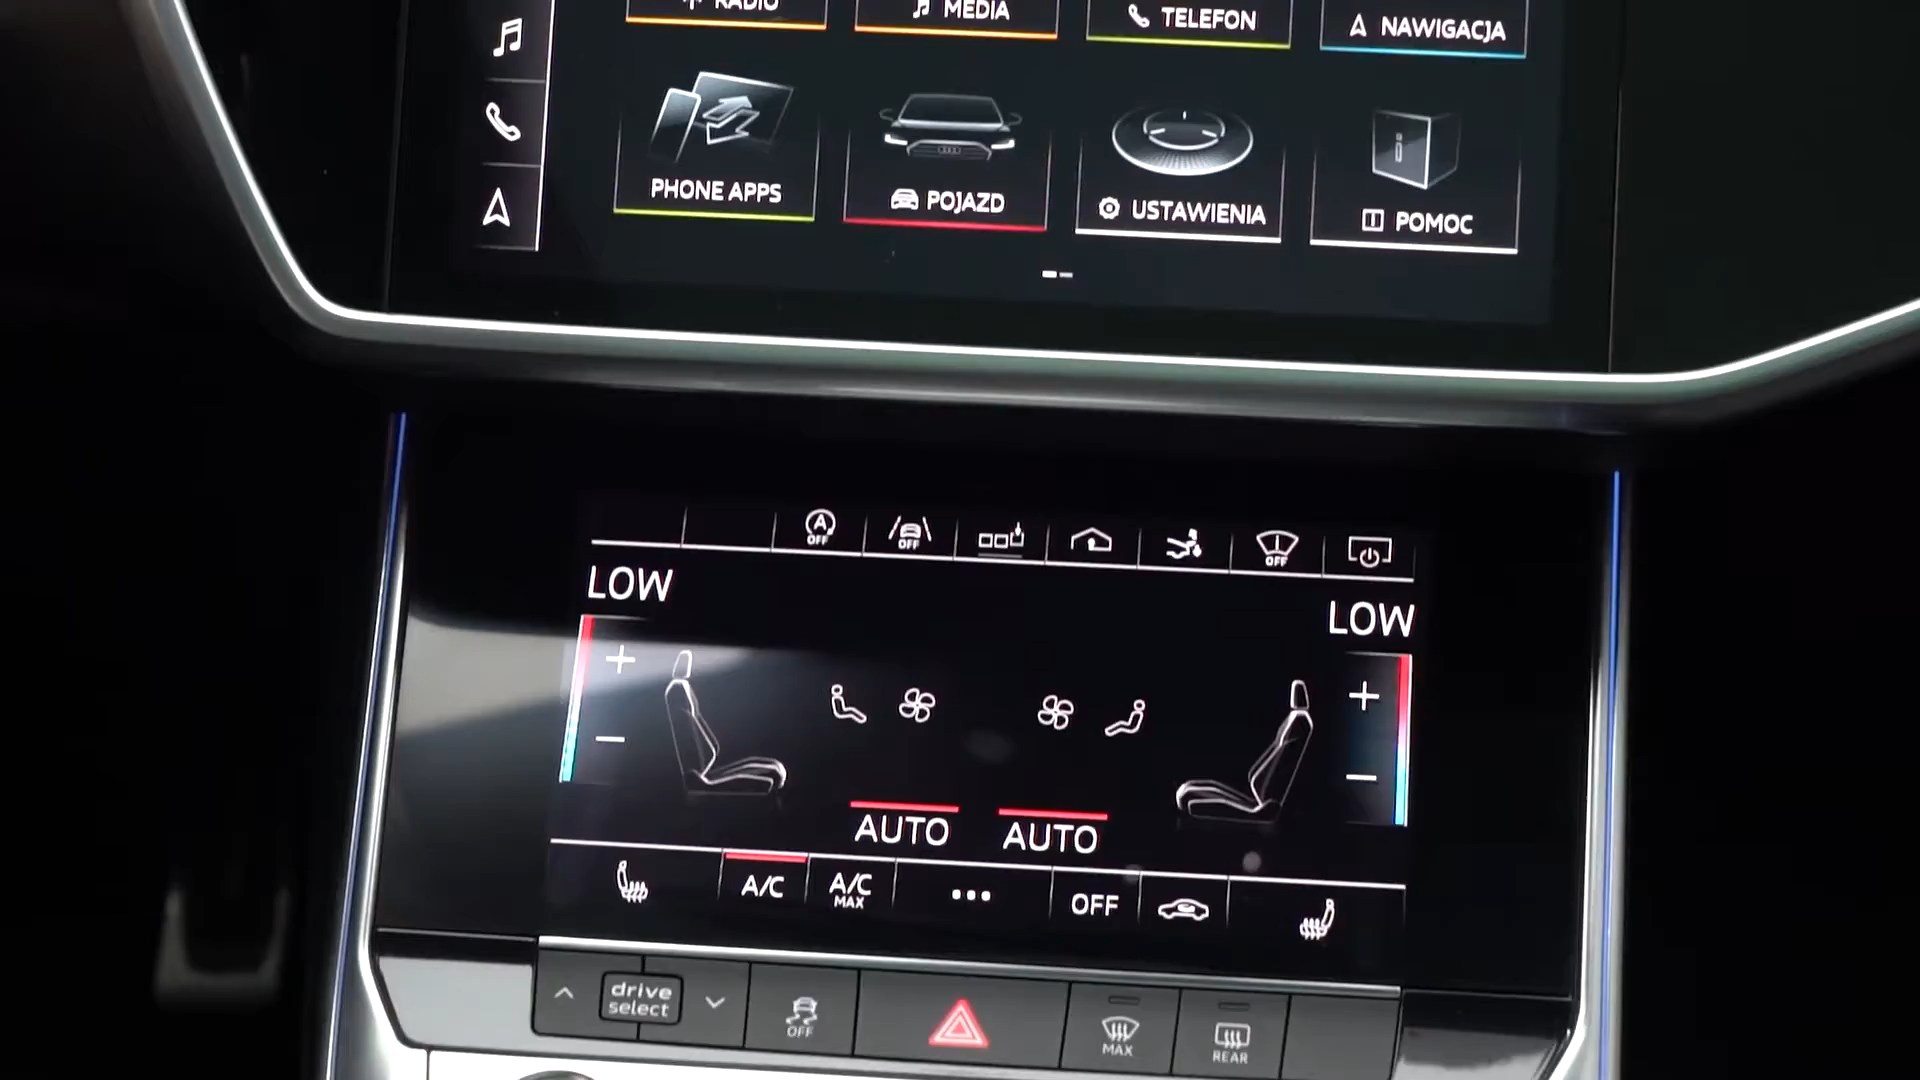 RADIO
MEDIA
TELEFON
NAWIGACJA
PHONE APPS
POJAZD
USTAWIENIA
POMOC
A
OFF
OFF
OFF
LOW
LOW
AUTO
AUTO
A/C
A/C
MAX
OFF
drive
select
OFF
MAX
REAR